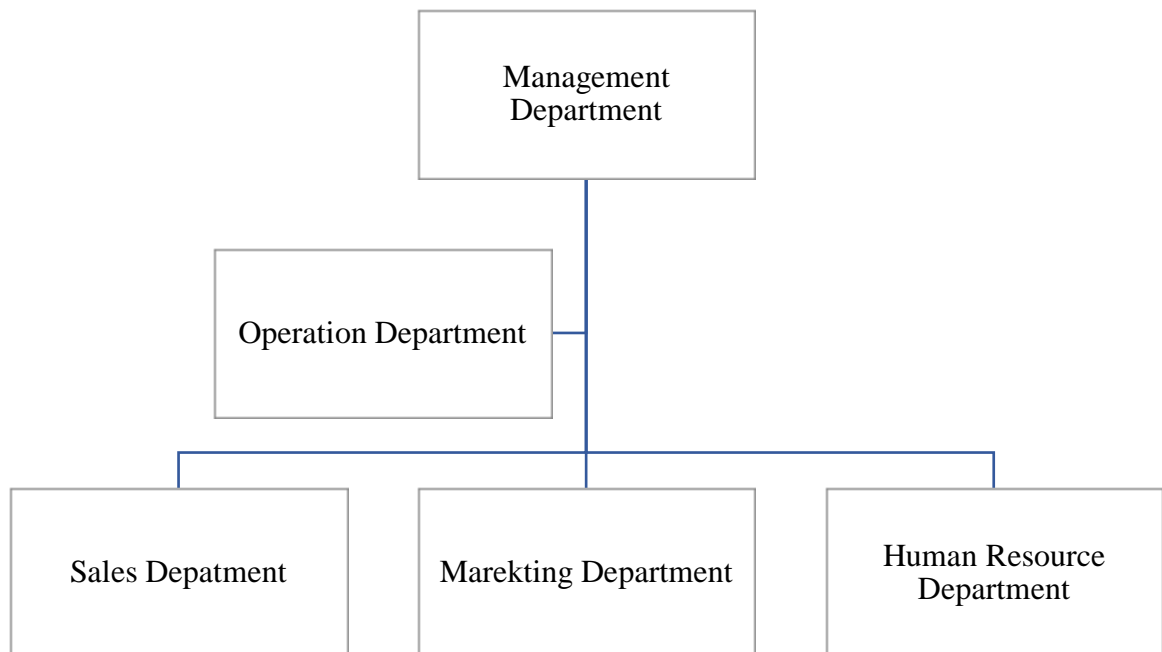 Management
Department
Operation Department
Sales Depatment
Marekting Department
Human Resource
Department